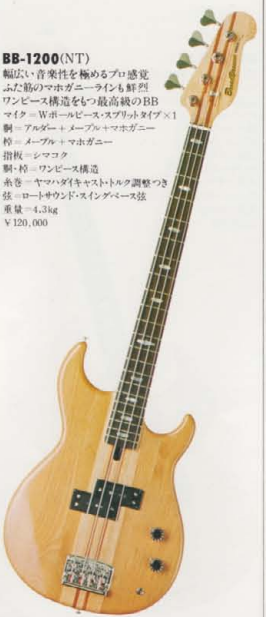 BB-1200(NT)
幅広い音楽性を極めるプロ感覚
ふた筋のマホガニーラインも鮮烈
ワンピース構造をもつ最高級のBB
マイク=Wポールピース・スプリットタイプ×1
胴=アルダー+メープル+マホガニー
棹=メープル+マホガニー
指板=シマコク
胴・棹=ワンピース構造
糸巻=ヤマハダイキャスト・トルク調整つき
弦=ロートサウンド・スイングベース弦
重量=4.3kg
¥120,000